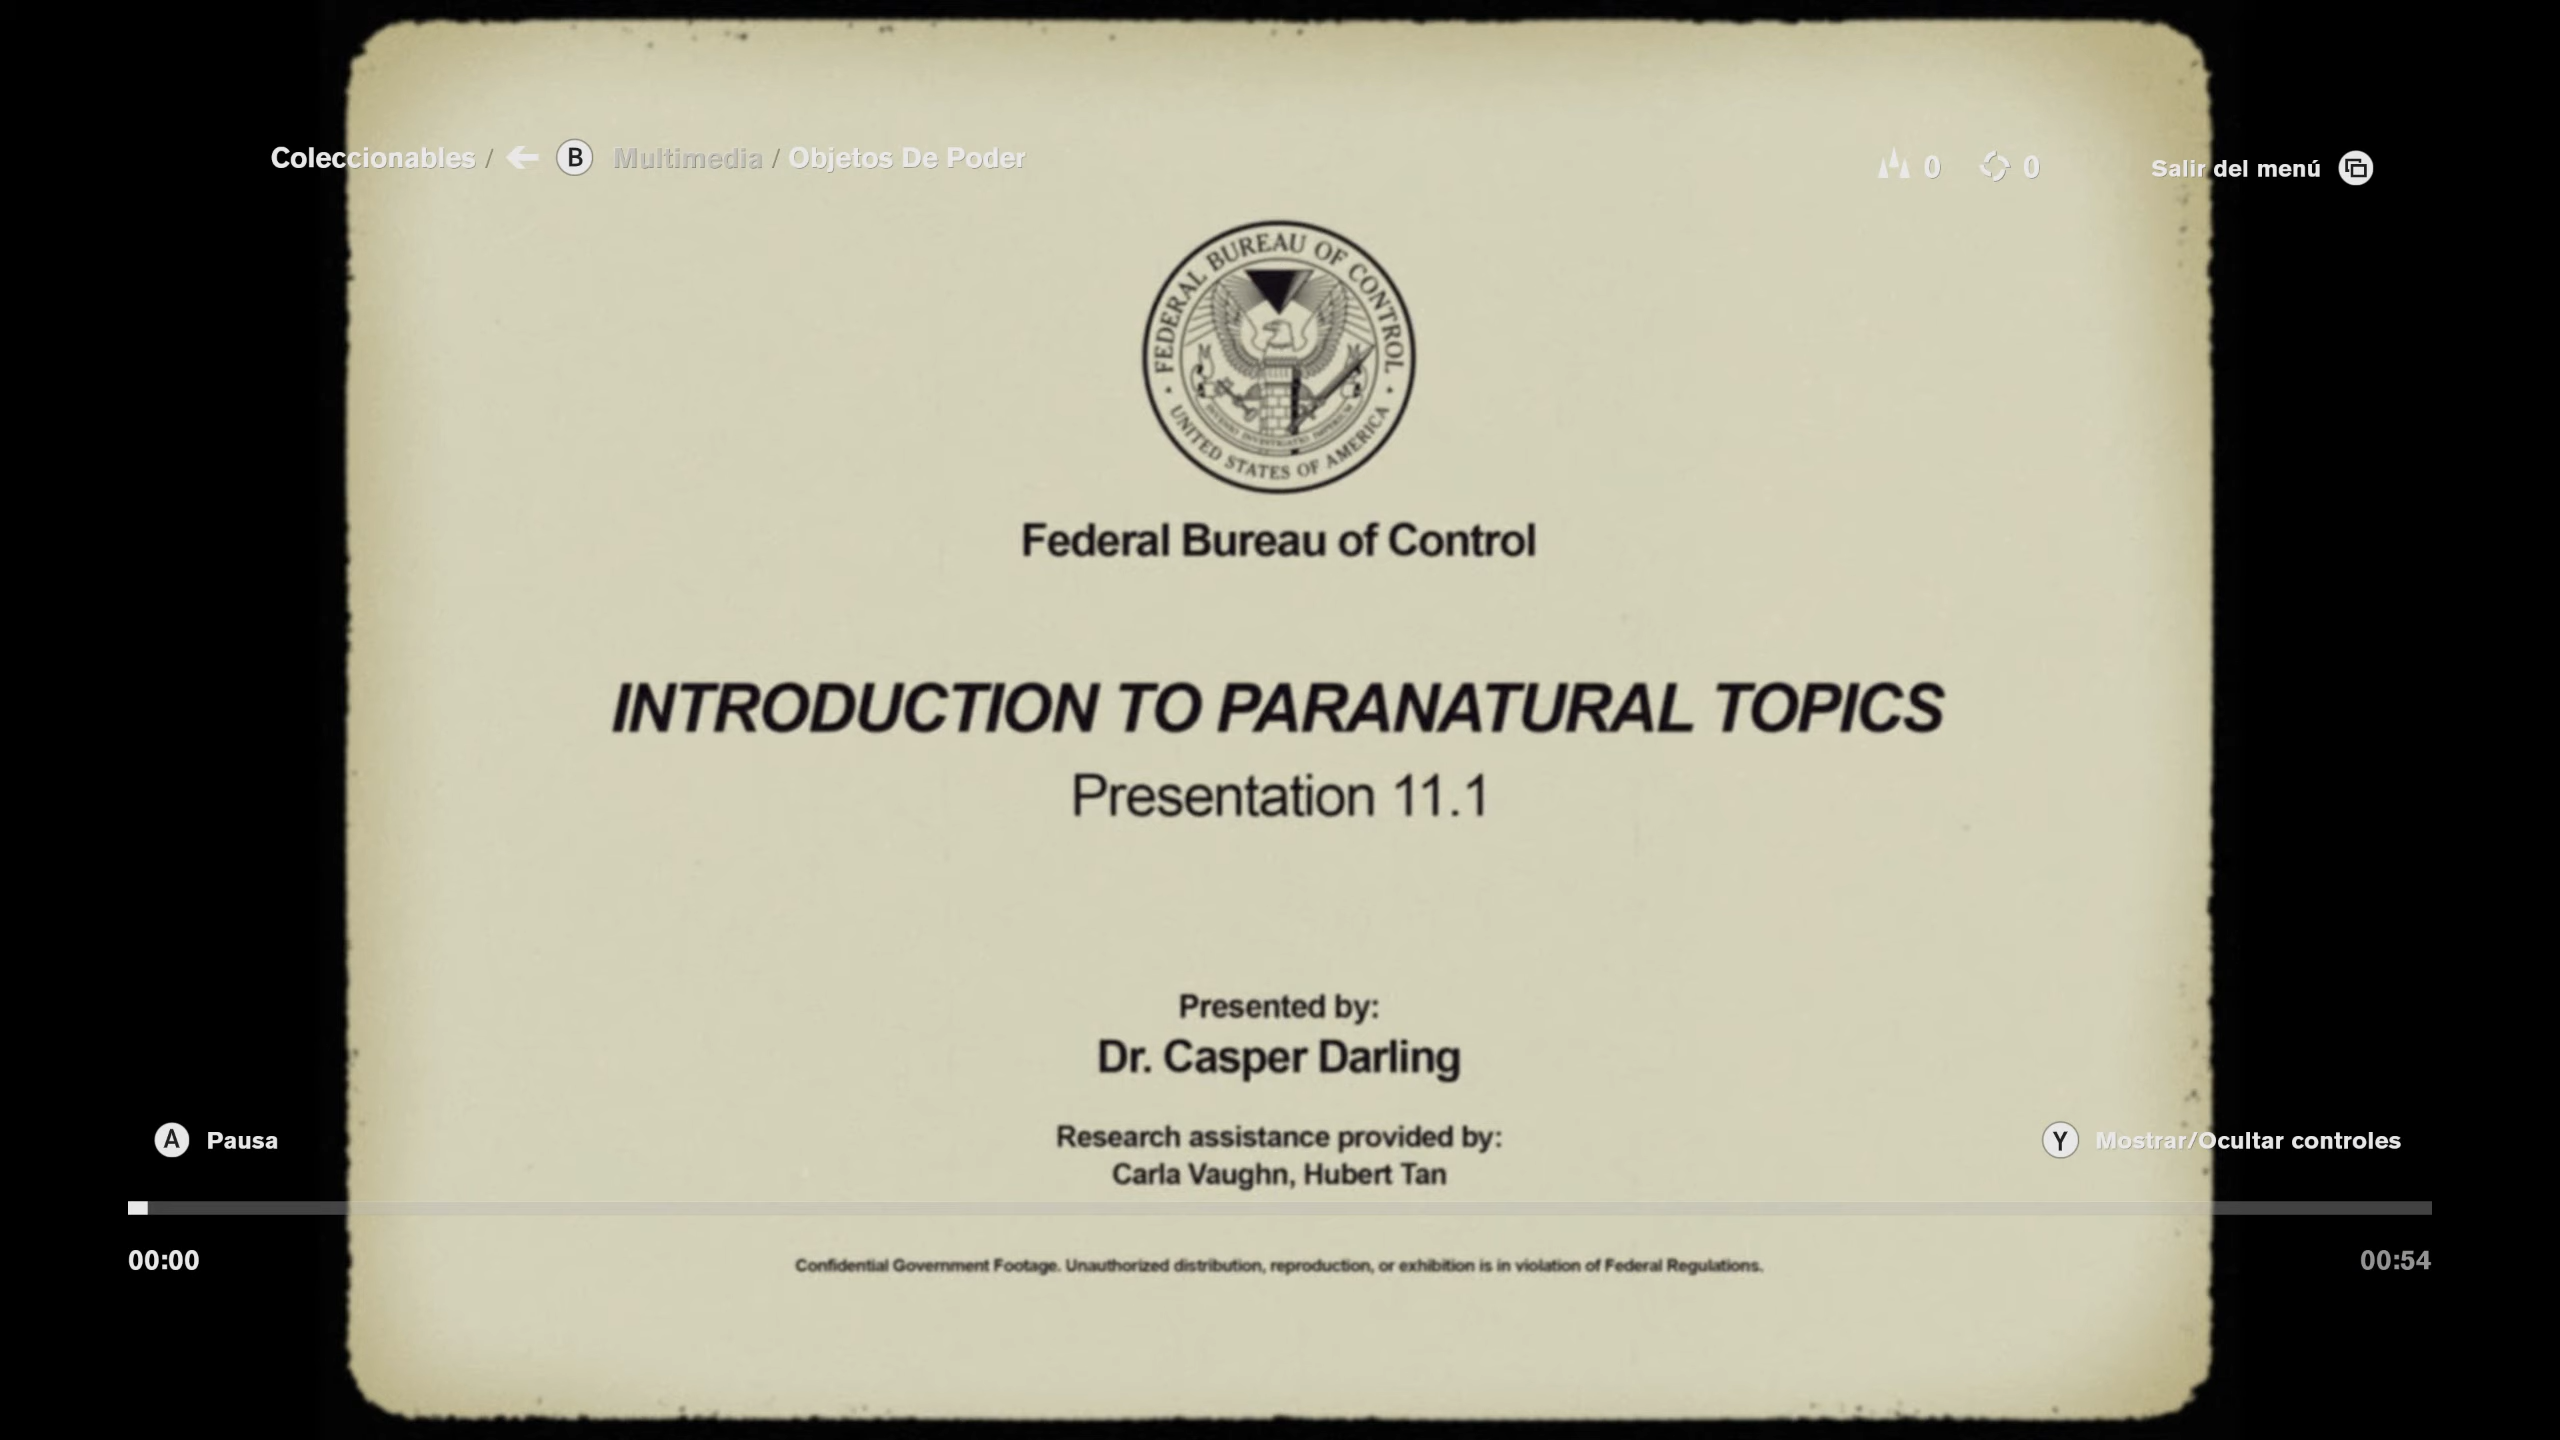 Coleccionables / B Multimedia / Objetos De Poder
0 0
Salir del menú
FEDERAL BUREAU OF CONTROL
UNITED STATES OF AMERICA
Federal Bureau of Control
INTRODUCTION TO PARANATURAL TOPICS
Presentation 11.1
Presented by:
Dr. Casper Darling
Research assistance provided by:
Carla Vaughn, Hubert Tan
A Pausa
Y Mostrar/Ocultar controles
00:00
00:54
Confidential Government Footage. Unauthorized distribution, reproduction, or exhibition is in violation of Federal Regulations.